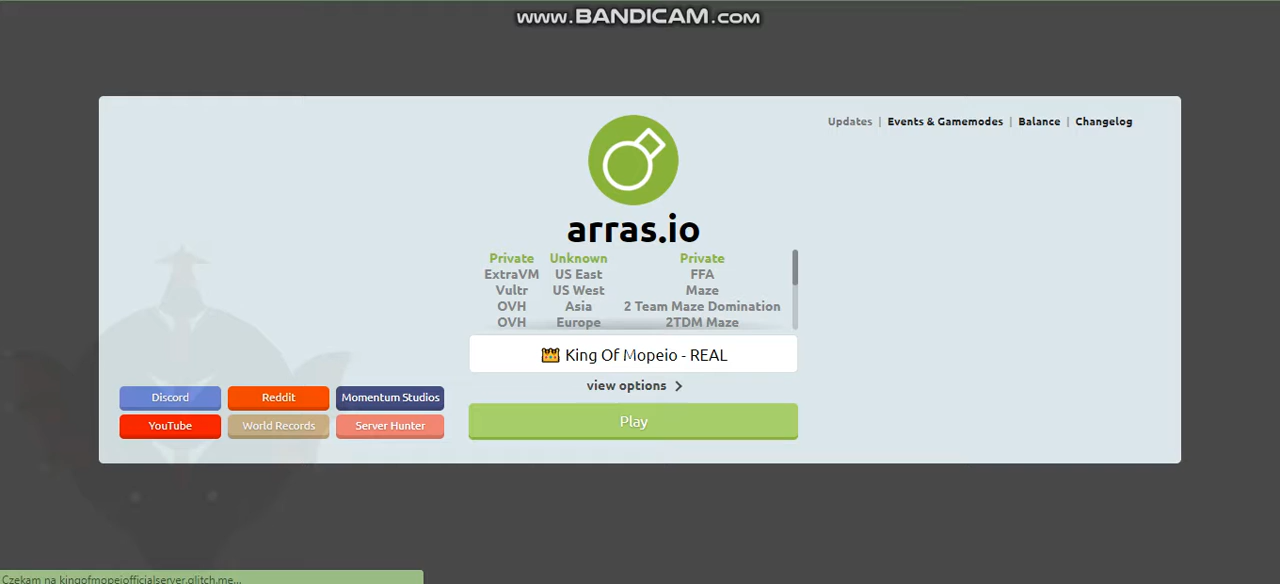 www.BANDICAM.com
Updates | Events & Gamemodes | Balance | Changelog
arras.io
Private Unknown Private
ExtraVM US East FFA
Vultr US West Maze
OVH Asia 2 Team Maze Domination
OVH Europe 2TDM Maze
👑 King Of Mopeio - REAL
view options >
Discord Reddit Momentum Studios
Play
YouTube World Records Server Hunter
Czekam na kingofmopeiofficialserver.glitch.me...